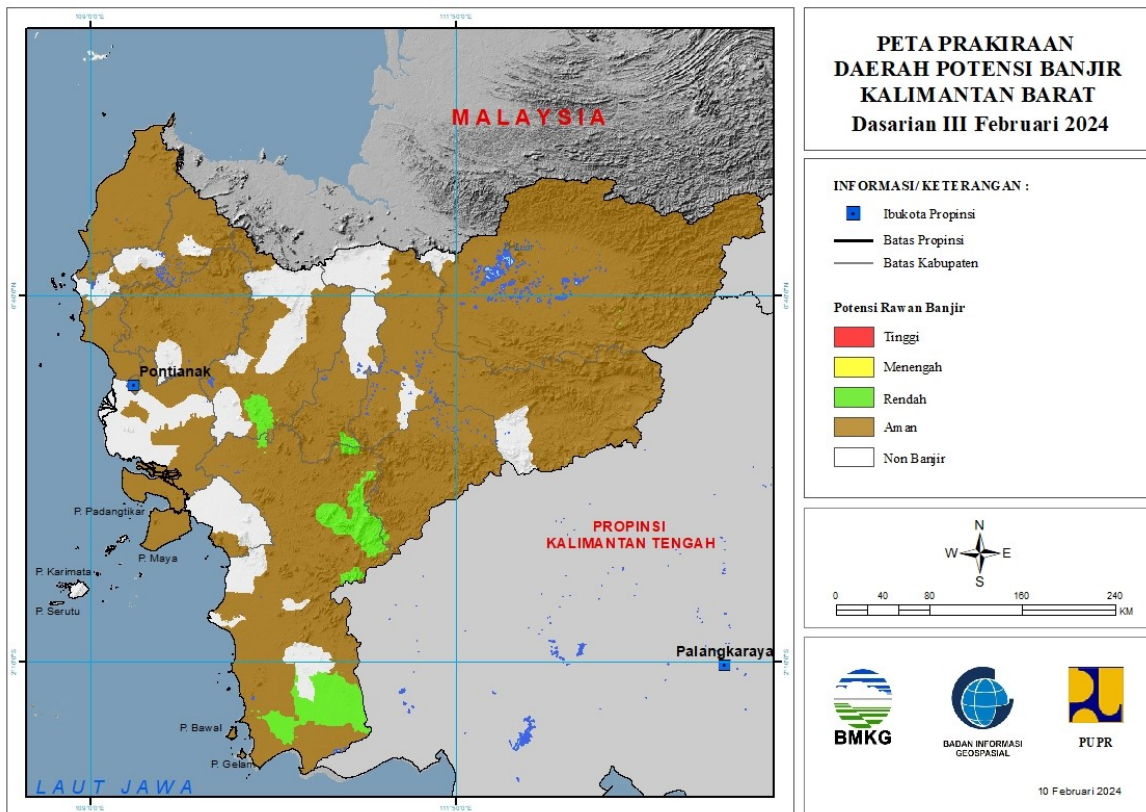 PETA PRAKIRAAN
DAERAH POTENSI BANJIR
KALIMANTAN BARAT
Dasarian III Februari 2024
INFORMASI/ KETERANGAN :
Ibukota Propinsi
Batas Propinsi
Batas Kabupaten
Potensi Rawan Banjir
Tinggi
Menengah
Rendah
Aman
Non Banjir
N
W E
S
0 40 80 160 240
KM
BMKG
BADAN INFORMASI
GEOSPASIAL
PUPR
10 Februari 2024
MALAYSIA
Pontianak
P. Padangtikar
P. Maya
P. Karimata
P. Serutu
PROPINSI
KALIMANTAN TENGAH
Palangkaraya
P. Bawal
P. Gelam
LAUT JAWA